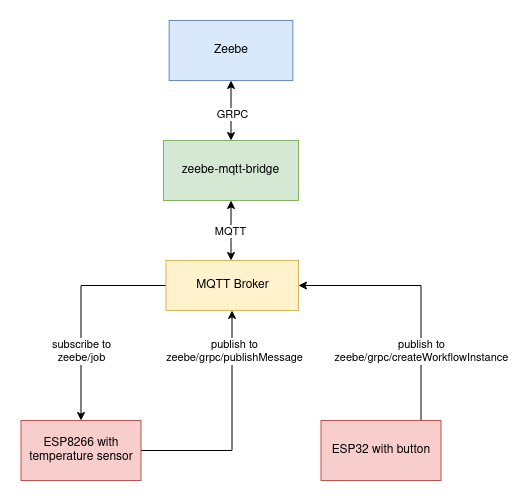 Zeebe
GRPC
zeebe-mqtt-bridge
MQTT
MQTT Broker
subscribe to
zeebe/job
publish to
zeebe/grpc/publishMessage
publish to
zeebe/grpc/createWorkflowInstance
ESP8266 with
temperature sensor
ESP32 with button